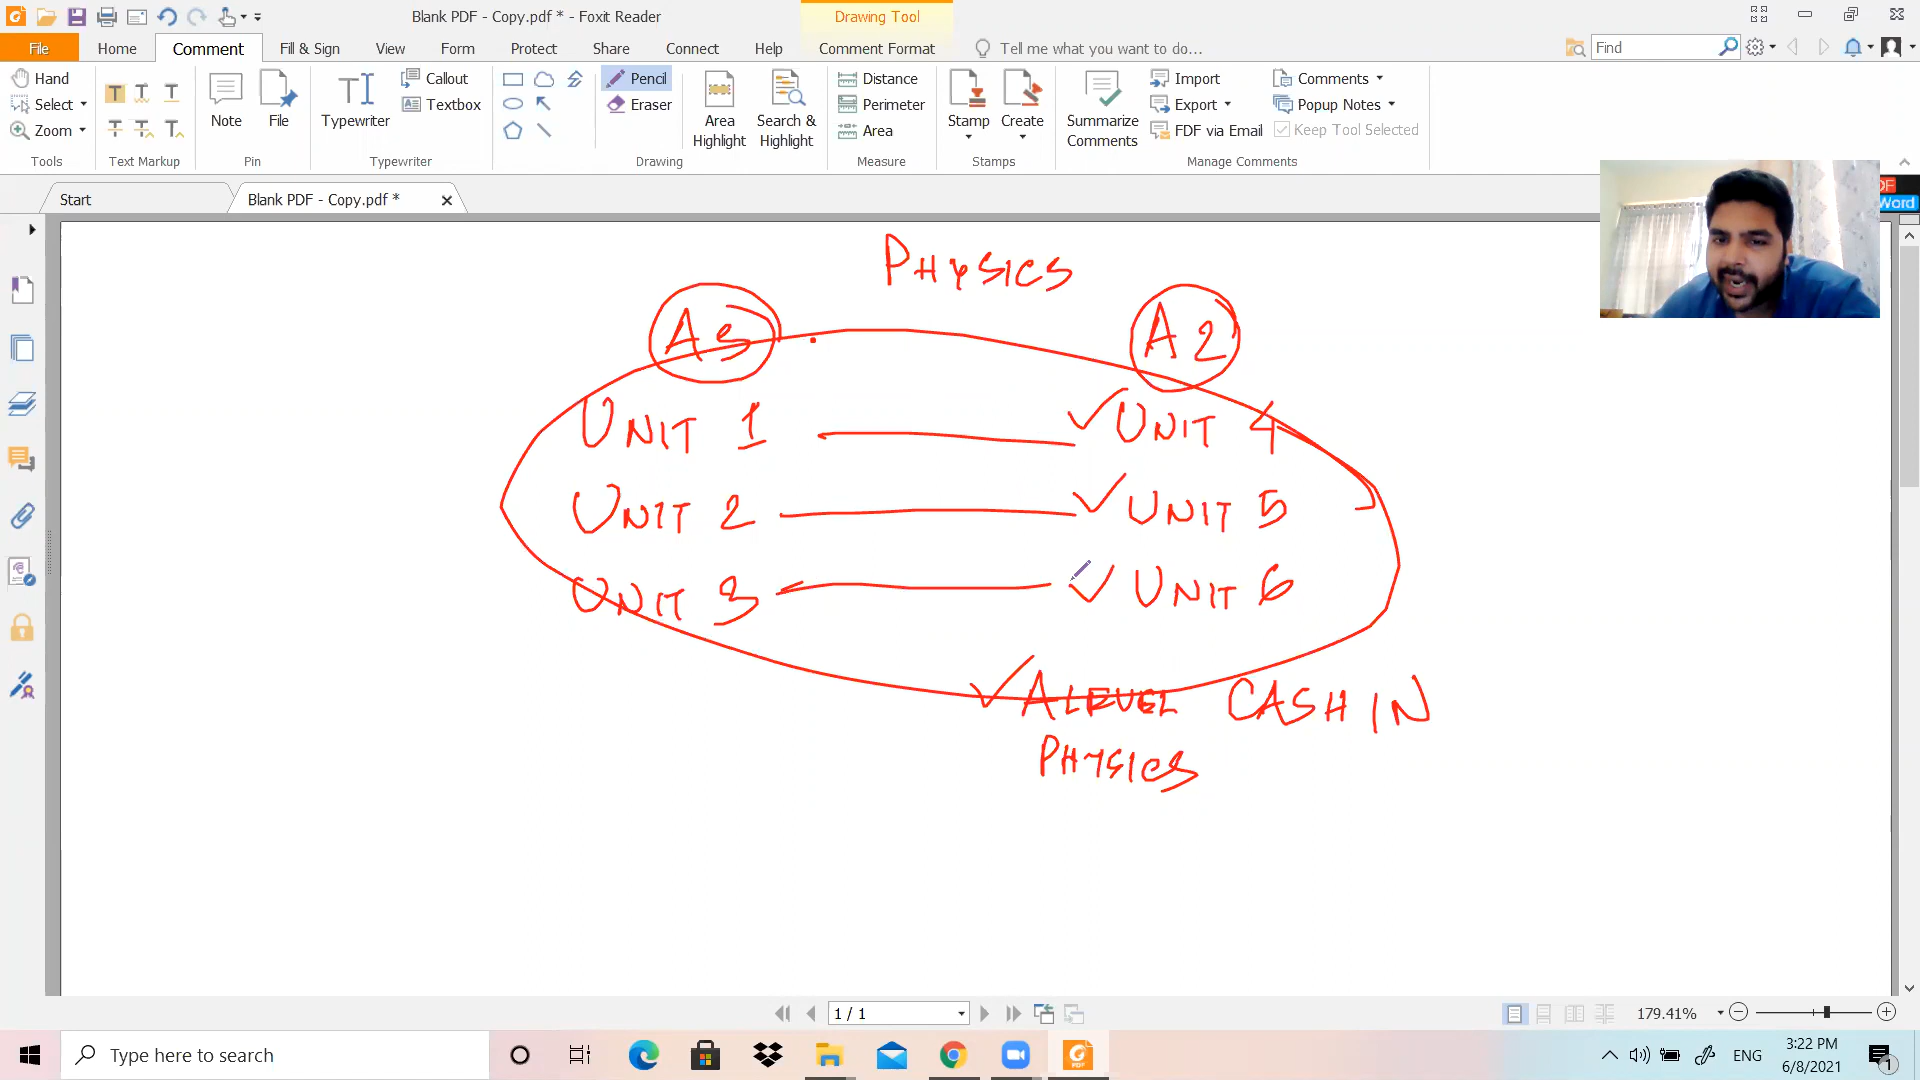 Blank PDF - Copy.pdf * - Foxit Reader
Drawing Tool
File Home Comment Fill & Sign View Form Protect Share Connect Help Comment Format Tell me what you want to do... Find
Hand
Select
Zoom
Tools
Text Markup
Note
File
Pin
Typewriter
Callout
Textbox
Typewriter
Pencil
Eraser
Area Highlight
Search & Highlight
Drawing
Distance
Perimeter
Area
Measure
Stamp
Create
Stamps
Summarize Comments
Import
Export
FDF via Email
Comments
Popup Notes
Keep Tool Selected
Manage Comments
Start
Blank PDF - Copy.pdf *
Word
PHYSICS
AS A2
UNIT 1 UNIT 4
UNIT 2 UNIT 5
UNIT 3 UNIT 6
A LEVEL CASH IN
PHYSICS
1 / 1
179.41%
Type here to search
ENG
3:22 PM
6/8/2021
1